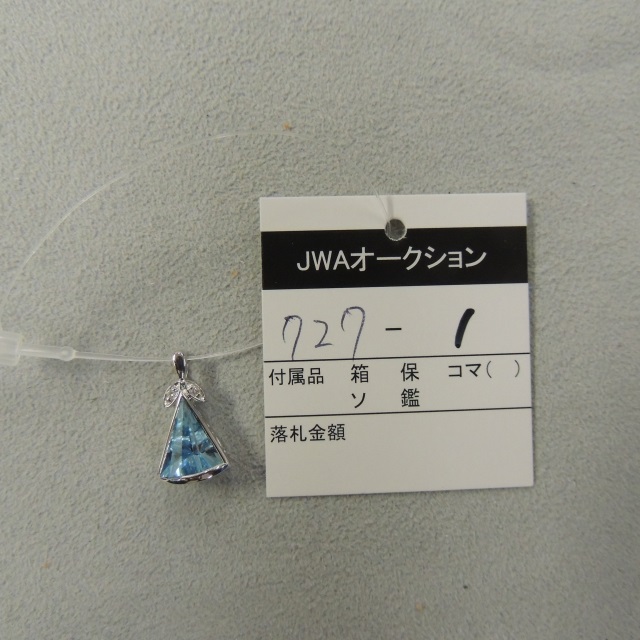 JWAオークション
727-1
付属品 箱 保 コマ( )
ソ 鑑
落札金額